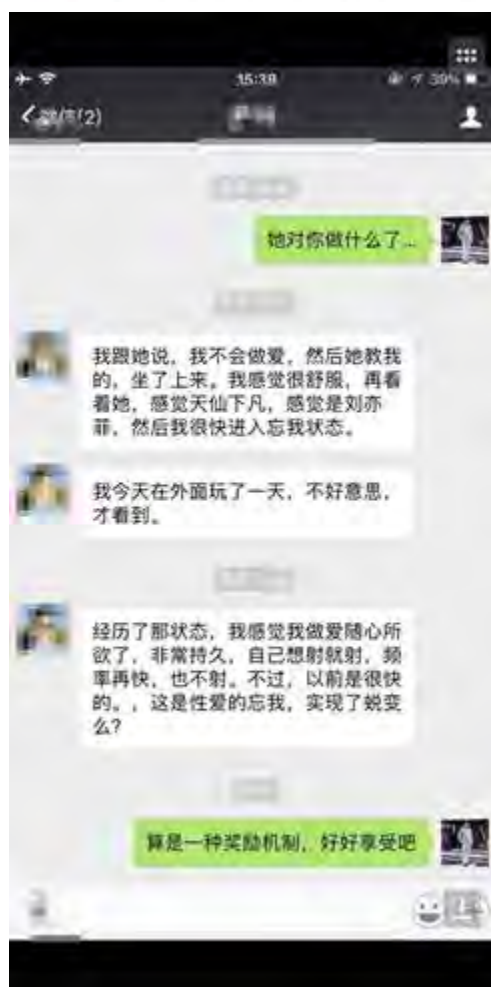 15:39
39%
(2)
她对你做什么了...
我跟她说，我不会做爱，然后她教我
的，坐了上来。我感觉很舒服，再看
看她，感觉天仙下凡，感觉是刘亦
菲，然后我很快进入忘我状态。
我今天在外面玩了一天，不好意思，
才看到。
经历了那状态，我感觉我做爱随心所
欲了，非常持久，自己想射就射，频
率再快，也不射。不过，以前是很快
的。，这是性爱的忘我，实现了蜕变
么？
算是一种奖励机制，好好享受吧